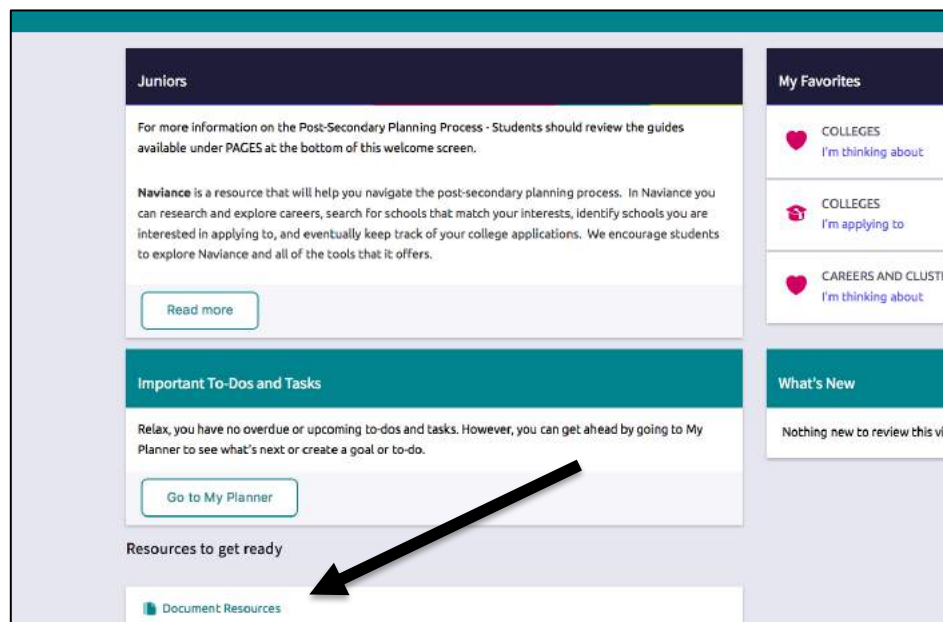 Juniors
For more information on the Post-Secondary Planning Process - Students should review the guides
available under PAGES at the bottom of this welcome screen.
Naviance is a resource that will help you navigate the post-secondary planning process. In Naviance you
can research and explore careers, search for schools that match your interests, identify schools you are
interested in applying to, and eventually keep track of your college applications. We encourage students
to explore Naviance and all of the tools that it offers.
Read more
Important To-Dos and Tasks
Relax, you have no overdue or upcoming to-dos and tasks. However, you can get ahead by going to My
Planner to see what's next or create a goal or to-do.
Go to My Planner
Resources to get ready
Document Resources
My Favorites
COLLEGES
I'm thinking about
COLLEGES
I'm applying to
CAREERS AND
I'm thinking about
What's New
Nothing new to review this